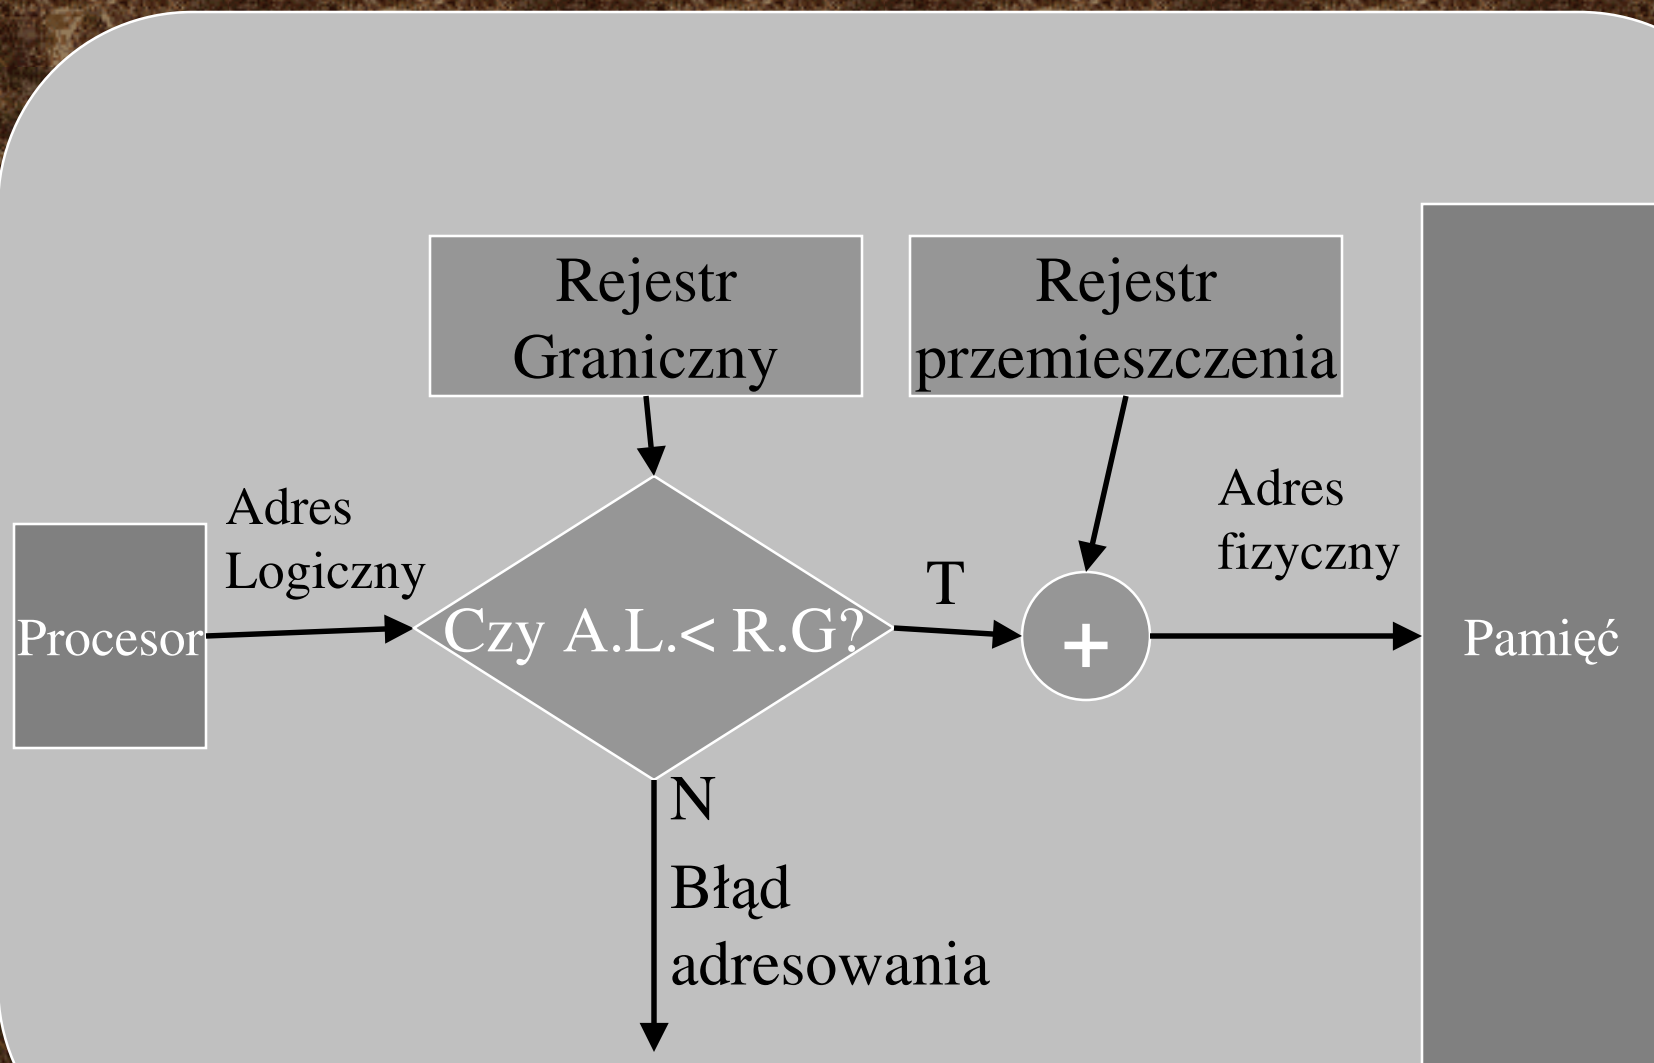 Rejestr
Graniczny
Rejestr
przemieszczenia
Adres
Logiczny
Adres
fizyczny
Procesor
Czy A.L.< R.G?
T
+
Pamięć
N
Błąd
adresowania